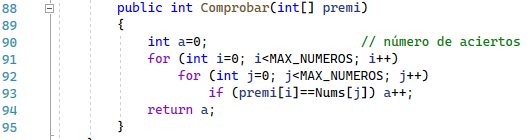 88 public int Comprobar(int[] premi)
89 {
90 int a=0; // número de aciertos
91 for (int i=0; i<MAX_NUMEROS; i++)
92 for (int j=0; j<MAX_NUMEROS; j++)
93 if (premi[i]==Nums[j]) a++;
94 return a;
95 }